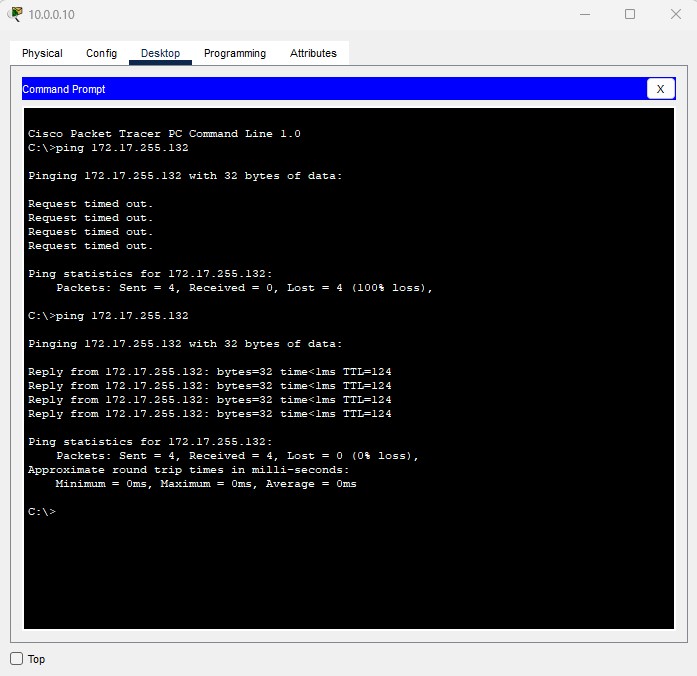 10.0.0.10
Physical Config Desktop Programming Attributes
Command Prompt X
Cisco Packet Tracer PC Command Line 1.0
C:\>ping 172.17.255.132
Pinging 172.17.255.132 with 32 bytes of data:
Request timed out.
Request timed out.
Request timed out.
Request timed out.
Ping statistics for 172.17.255.132:
    Packets: Sent = 4, Received = 0, Lost = 4 (100% loss),
C:\>ping 172.17.255.132
Pinging 172.17.255.132 with 32 bytes of data:
Reply from 172.17.255.132: bytes=32 time<1ms TTL=124
Reply from 172.17.255.132: bytes=32 time<1ms TTL=124
Reply from 172.17.255.132: bytes=32 time<1ms TTL=124
Reply from 172.17.255.132: bytes=32 time<1ms TTL=124
Ping statistics for 172.17.255.132:
    Packets: Sent = 4, Received = 4, Lost = 0 (0% loss),
Approximate round trip times in milli-seconds:
    Minimum = 0ms, Maximum = 0ms, Average = 0ms
C:\>
Top